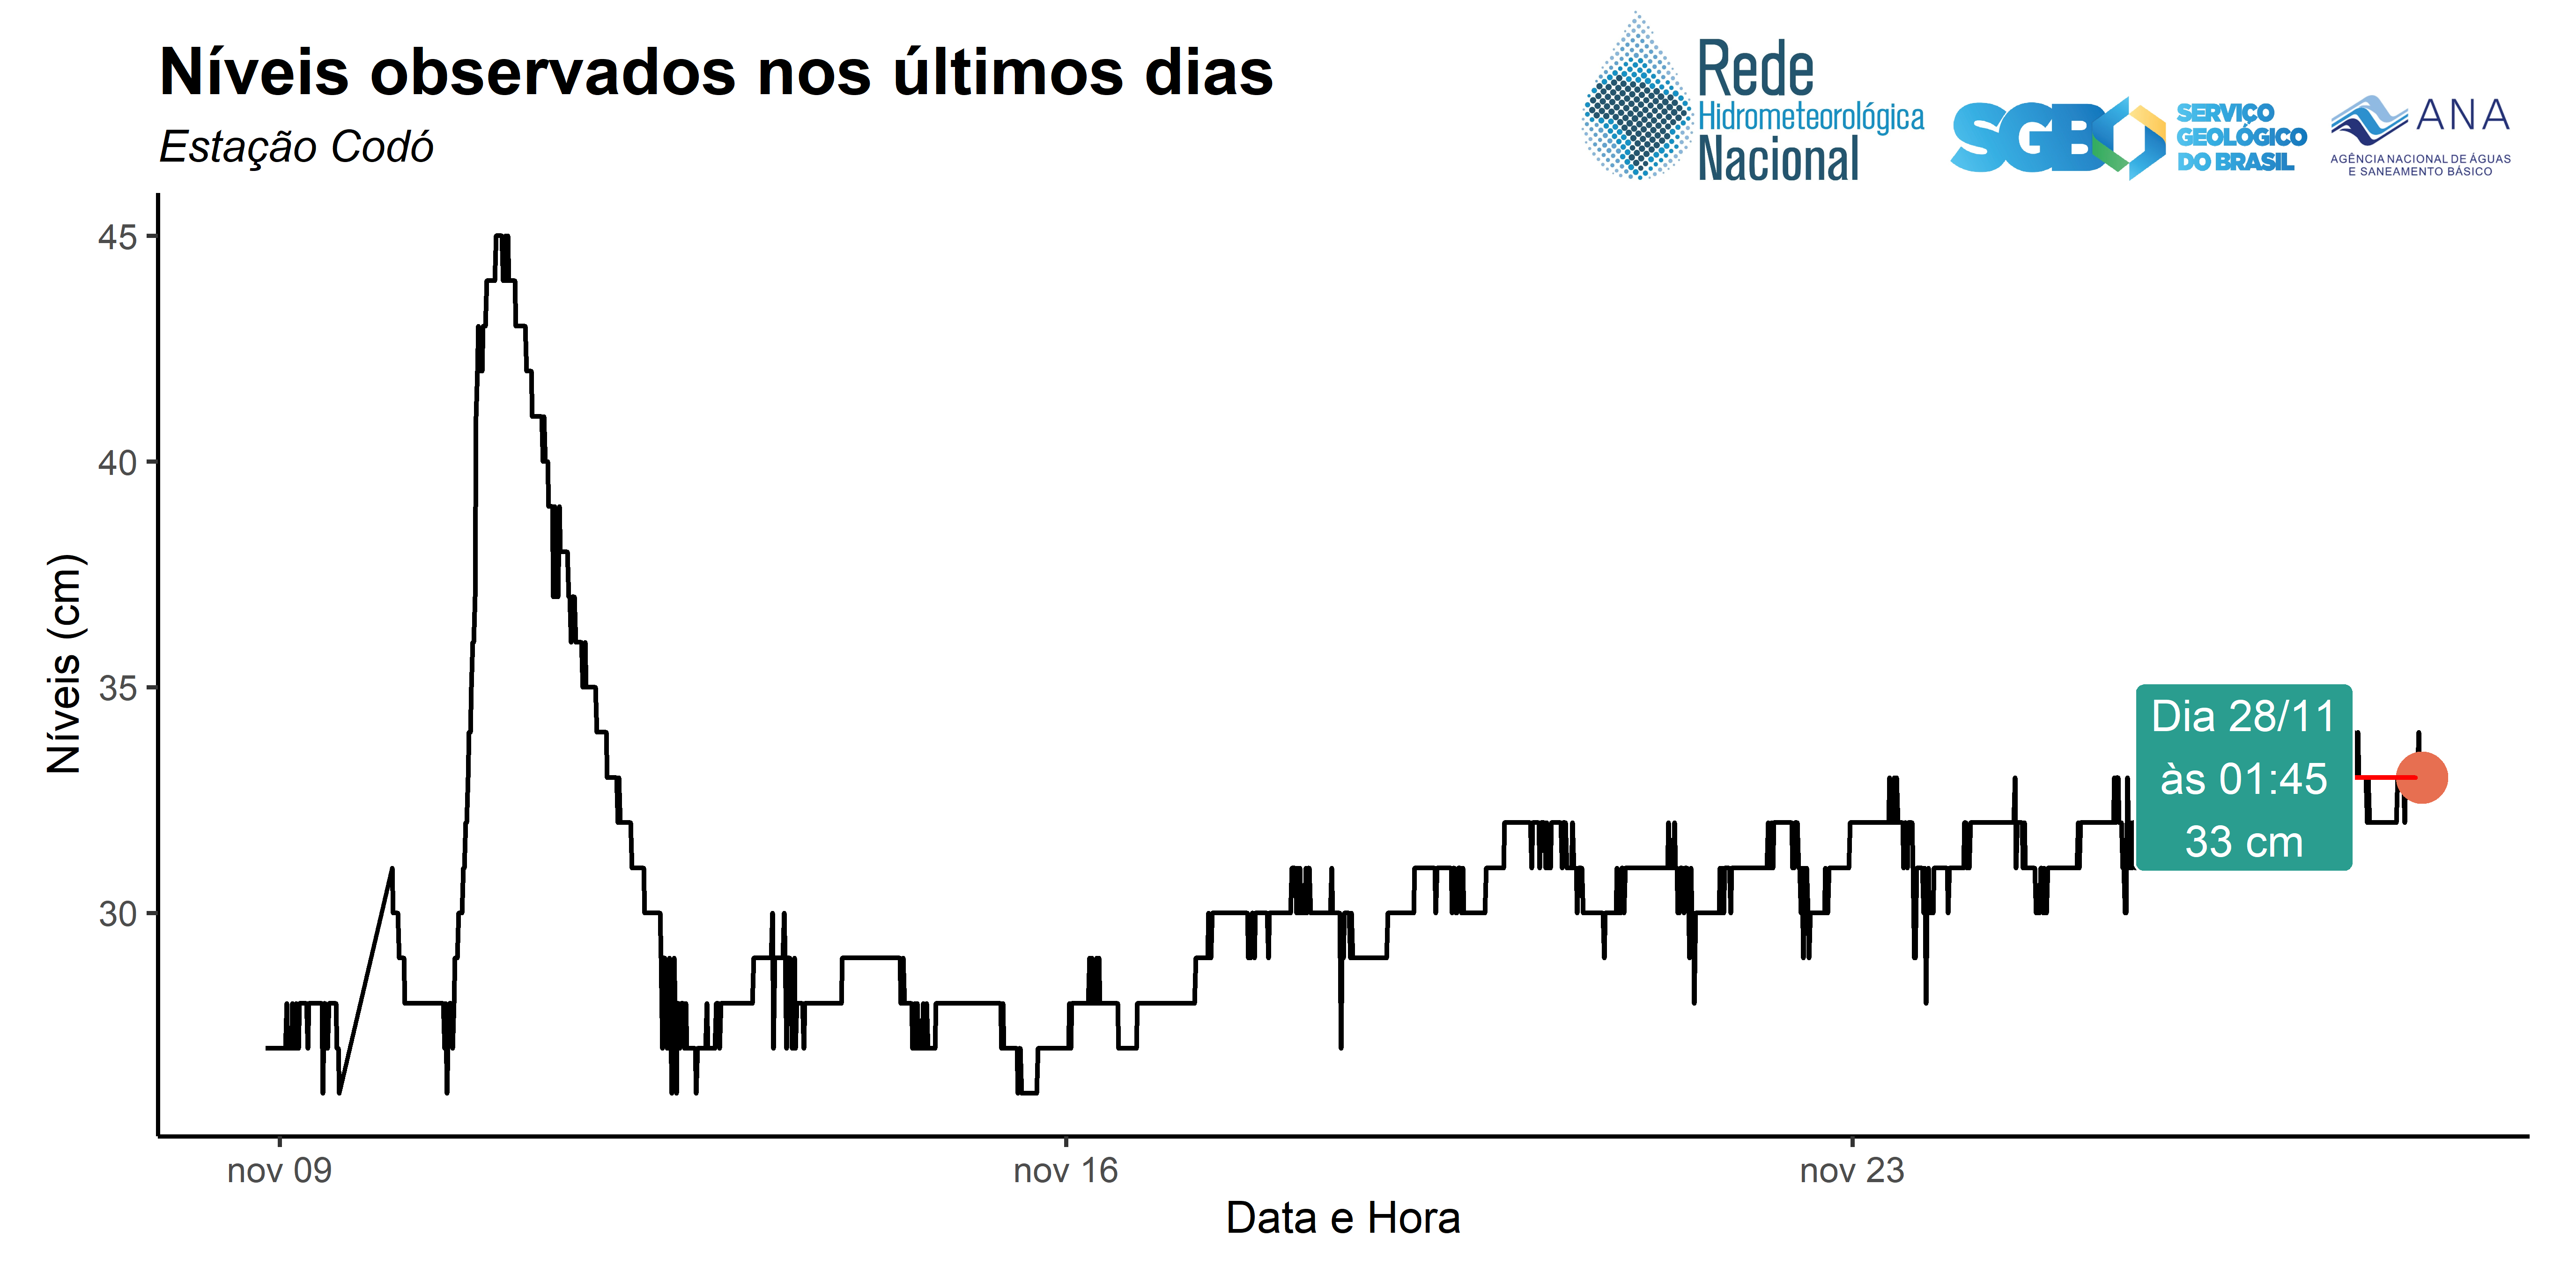 Níveis observados nos últimos dias
Estação Codó
Rede
Hidrometeorológica
Nacional
SGB
SERVIÇO
GEOLÓGICO
DO BRASIL
ANA
AGÊNCIA NACIONAL DE ÁGUAS
E SANEAMENTO BÁSICO
Níveis (cm)
45
40
35
30
Dia 28/11
às 01:45
33 cm
nov 09
nov 16
nov 23
Data e Hora